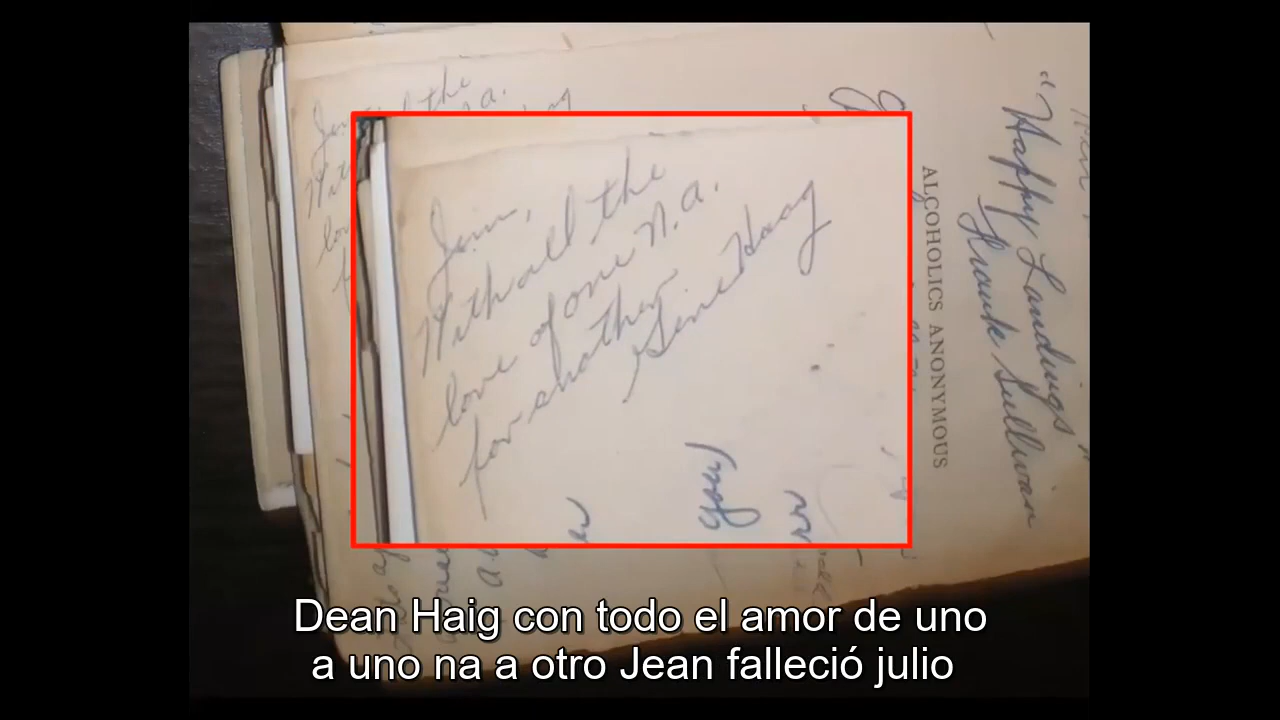 Jim,
With all the
love of one N.A.
for another
Gene Haag
ALCOHOLICS ANONYMOUS
"Happy Landings"
Frank Sullivan
Dean Haig con todo el amor de uno
a uno na a otro Jean falleció julio